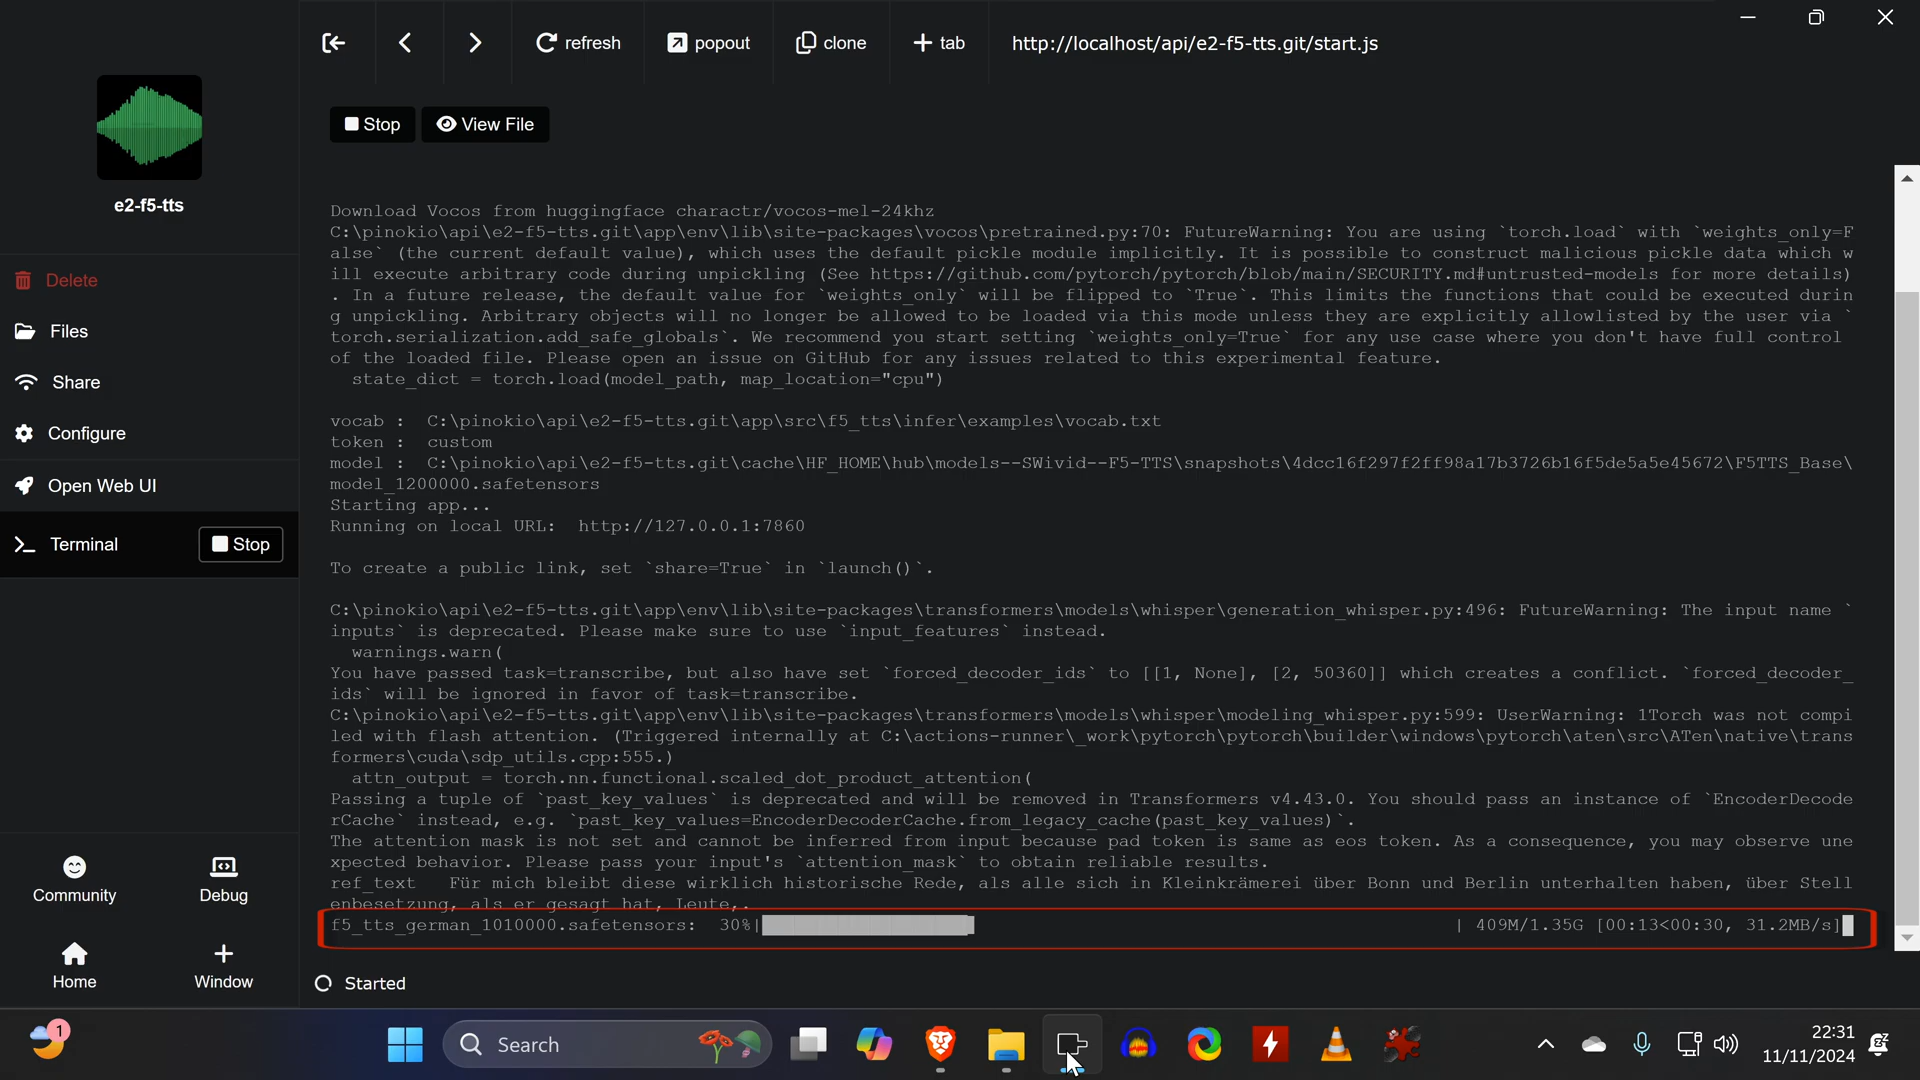 refresh
popout
clone
tab
http://localhost/api/e2-f5-tts.git/start.js
Stop
View File
e2-f5-tts
Delete
Files
Share
Configure
Open Web UI
Terminal
Stop
Community
Debug
Home
Window
Download Vocos from huggingface charactr/vocos-mel-24khz
C:\pinokio\api\e2-f5-tts.git\app\env\lib\site-packages\vocos\pretrained.py:70: FutureWarning: You are using `torch.load` with `weights_only=F
alse` (the current default value), which uses the default pickle module implicitly. It is possible to construct malicious pickle data which w
ill execute arbitrary code during unpickling (See https://github.com/pytorch/pytorch/blob/main/SECURITY.md#untrusted-models for more details)
. In a future release, the default value for `weights_only` will be flipped to `True`. This limits the functions that could be executed durin
g unpickling. Arbitrary objects will no longer be allowed to be loaded via this mode unless they are explicitly allowlisted by the user via `
torch.serialization.add_safe_globals`. We recommend you start setting `weights_only=True` for any use case where you don't have full control
of the loaded file. Please open an issue on GitHub for any issues related to this experimental feature.
state_dict = torch.load(model_path, map_location="cpu")
vocab : C:\pinokio\api\e2-f5-tts.git\app\src\f5_tts\infer\examples\vocab.txt
token : custom
model : C:\pinokio\api\e2-f5-tts.git\cache\HF_HOME\hub\models--SWivid--F5-TTS\snapshots\4dcc16f297f2ff98a17b3726b16f5de5a5e45672\F5TTS_Base\
model_1200000.safetensors
Starting app...
Running on local URL: http://127.0.0.1:7860
To create a public link, set `share=True` in `launch()`.
C:\pinokio\api\e2-f5-tts.git\app\env\lib\site-packages\transformers\models\whisper\generation_whisper.py:496: FutureWarning: The input name `
inputs` is deprecated. Please make sure to use `input_features` instead.
warnings.warn(
You have passed task=transcribe, but also have set `forced_decoder_ids` to [[1, None], [2, 50360]] which creates a conflict. `forced_decoder_
ids` will be ignored in favor of task=transcribe.
C:\pinokio\api\e2-f5-tts.git\app\env\lib\site-packages\transformers\models\whisper\modeling_whisper.py:599: UserWarning: 1Torch was not compi
led with flash attention. (Triggered internally at C:\actions-runner\_work\pytorch\pytorch\builder\windows\pytorch\aten\src\ATen\native\trans
formers\cuda\sdp_utils.cpp:555.)
attn_output = torch.nn.functional.scaled_dot_product_attention(
Passing a tuple of `past_key_values` is deprecated and will be removed in Transformers v4.43.0. You should pass an instance of `EncoderDecode
rCache` instead, e.g. `past_key_values=EncoderDecoderCache.from_legacy_cache(past_key_values)`.
The attention mask is not set and cannot be inferred from input because pad token is same as eos token. As a consequence, you may observe une
xpected behavior. Please pass your input's `attention_mask` to obtain reliable results.
ref_text Für mich bleibt diese wirklich historische Rede, als alle sich in Kleinkrämerei über Bonn und Berlin unterhalten haben, über Stell
enbesetzung, als er gesagt hat, Leute,.
f5_tts_german_1010000.safetensors: 30%| | 409M/1.35G [00:13<00:30, 31.2MB/s]
Started
1
Search
22:31
11/11/2024